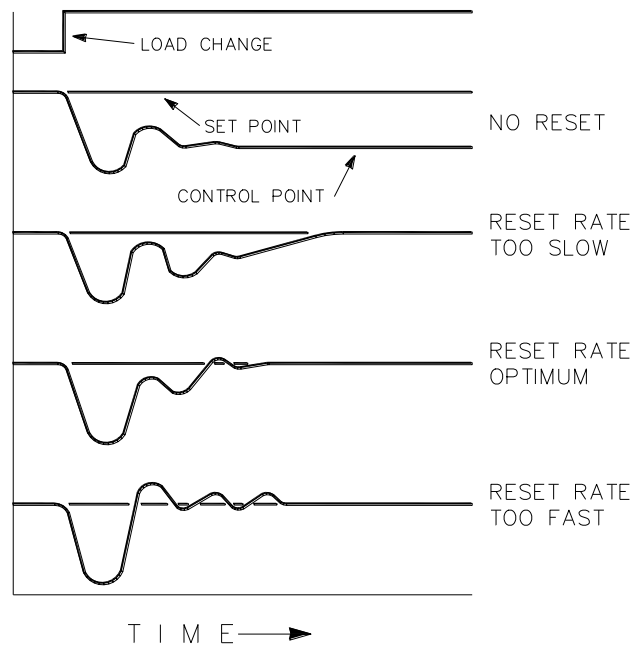 LOAD CHANGE
SET POINT
NO RESET
CONTROL POINT
RESET RATE
TOO SLOW
RESET RATE
OPTIMUM
RESET RATE
TOO FAST
TIME